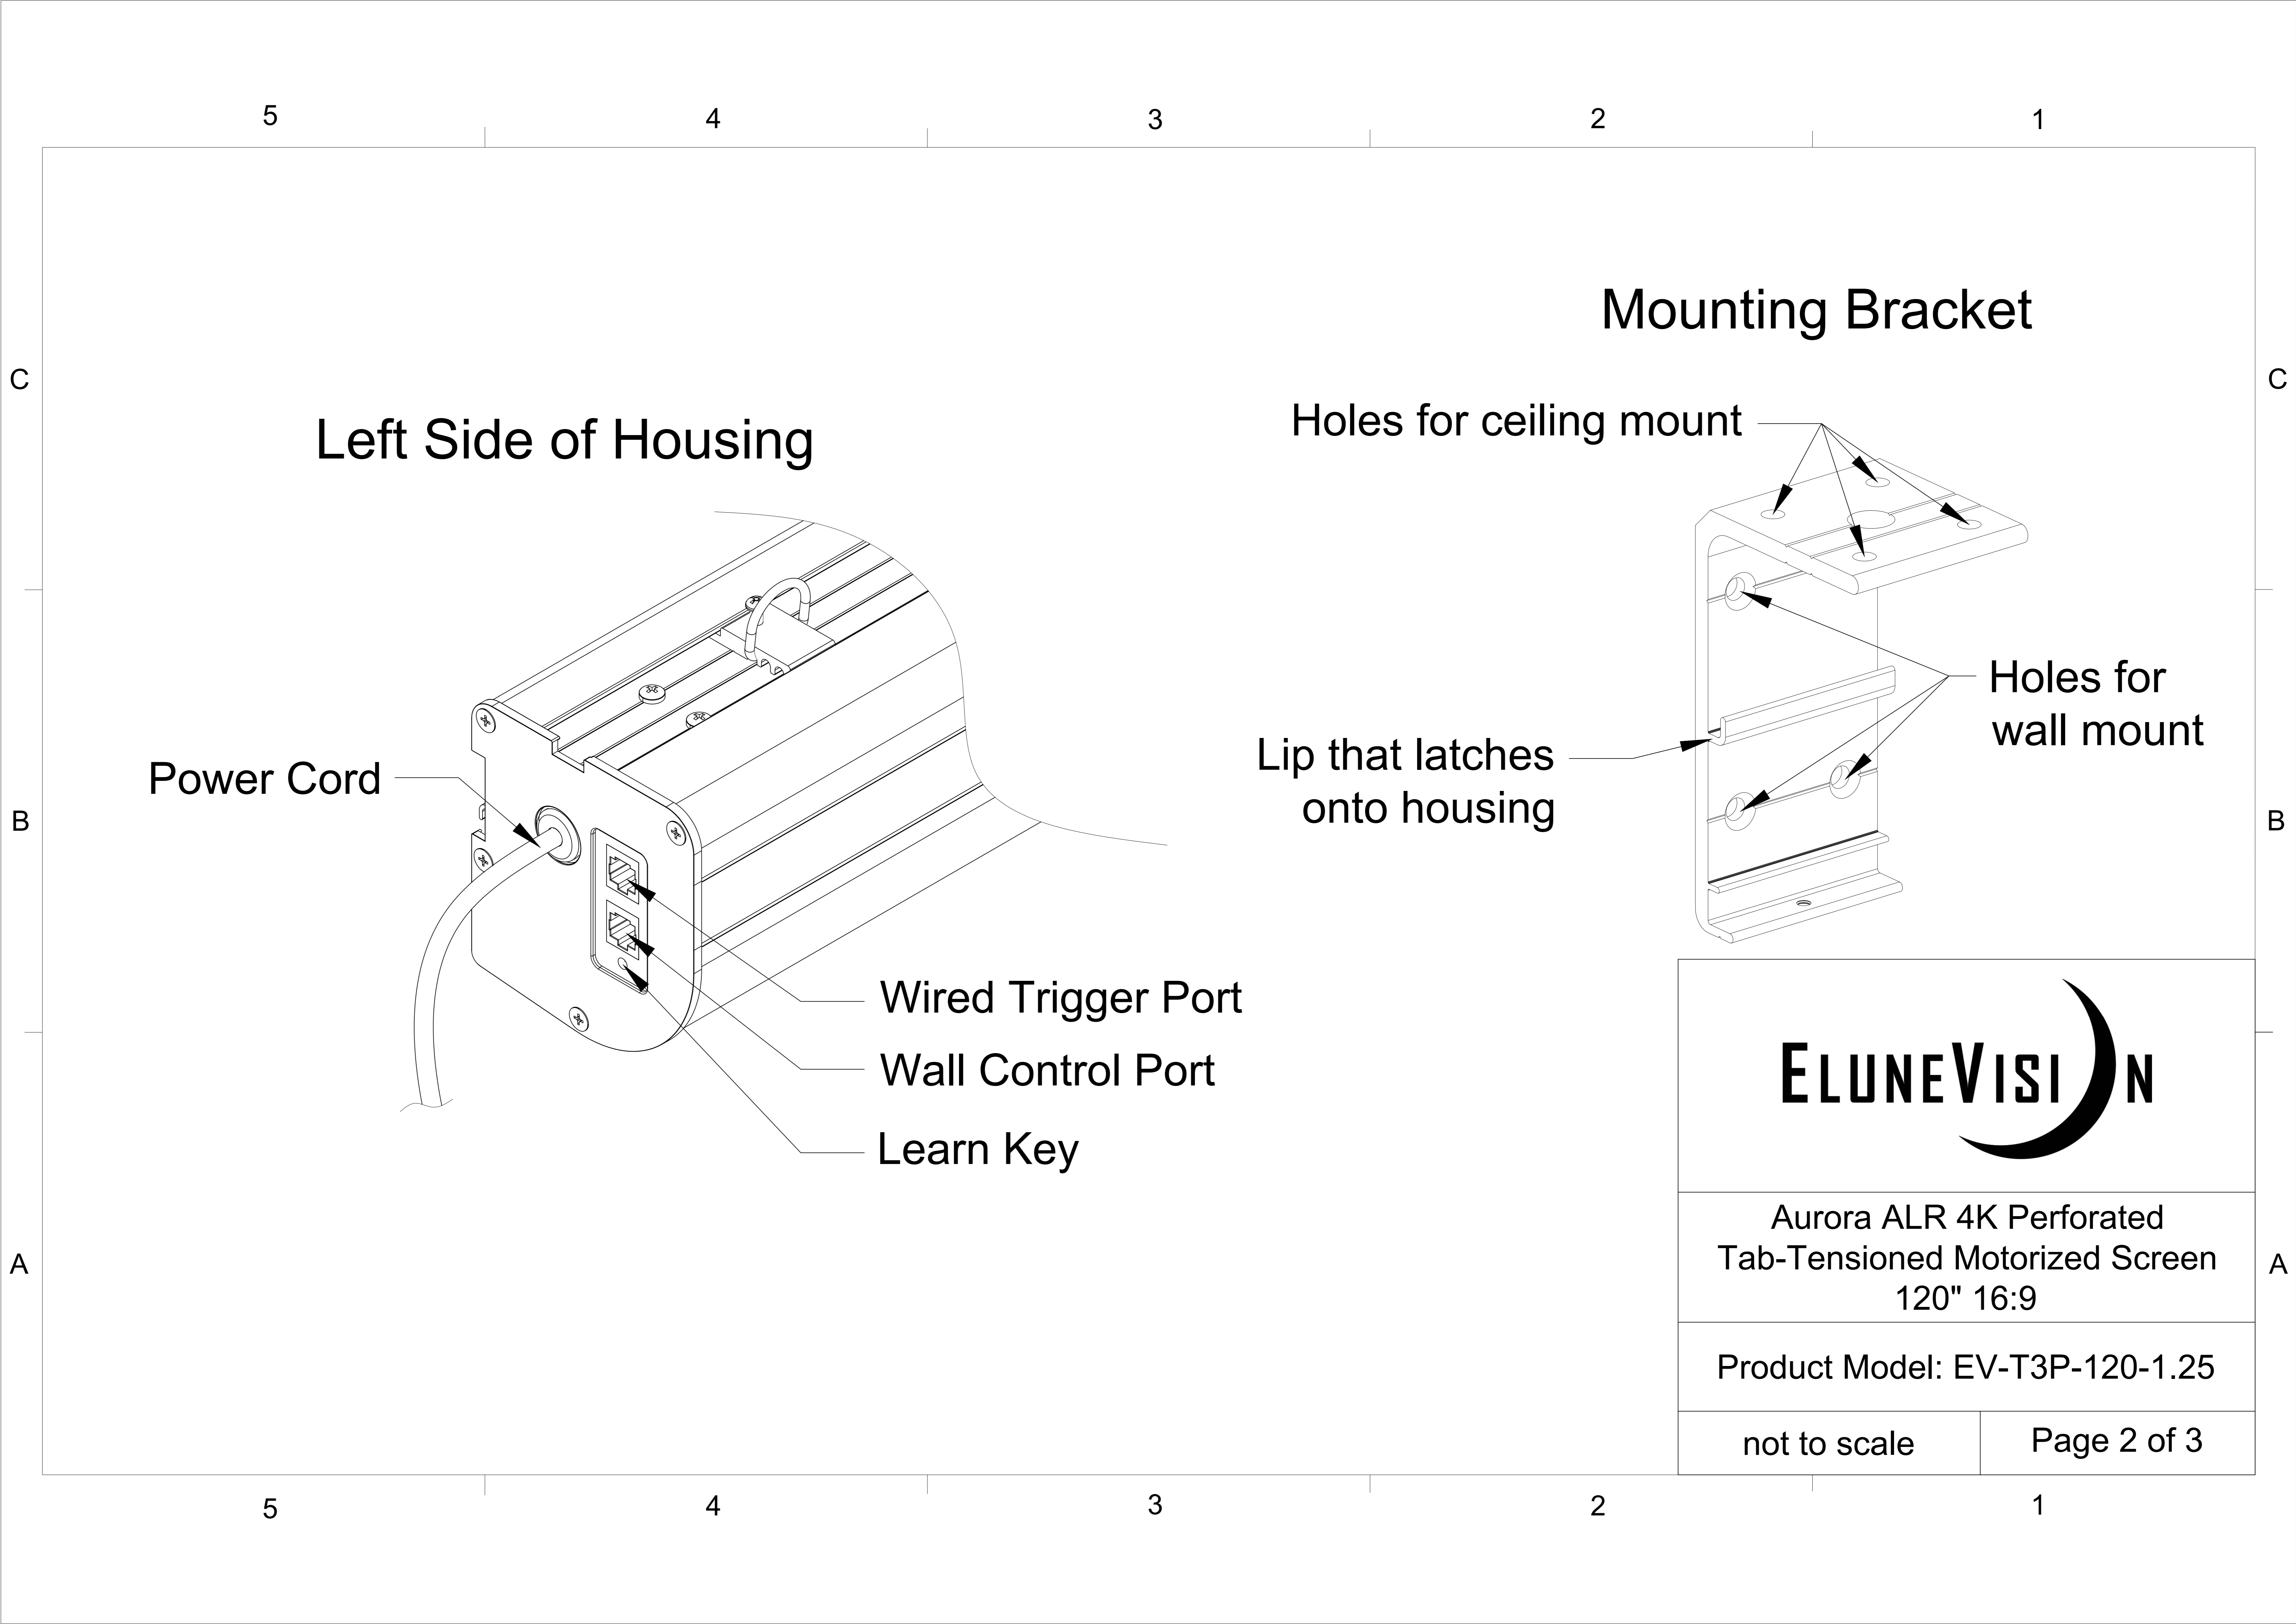 5 4 3 2 1
Mounting Bracket
C C
Holes for ceiling mount
Left Side of Housing
Holes for
wall mount
Lip that latches
onto housing
Power Cord
B B
Wired Trigger Port
Wall Control Port
Learn Key
ELUNEVISION
Aurora ALR 4K Perforated
Tab-Tensioned Motorized Screen
120" 16:9
A A
Product Model: EV-T3P-120-1.25
not to scale
Page 2 of 3
5 4 3 2 1